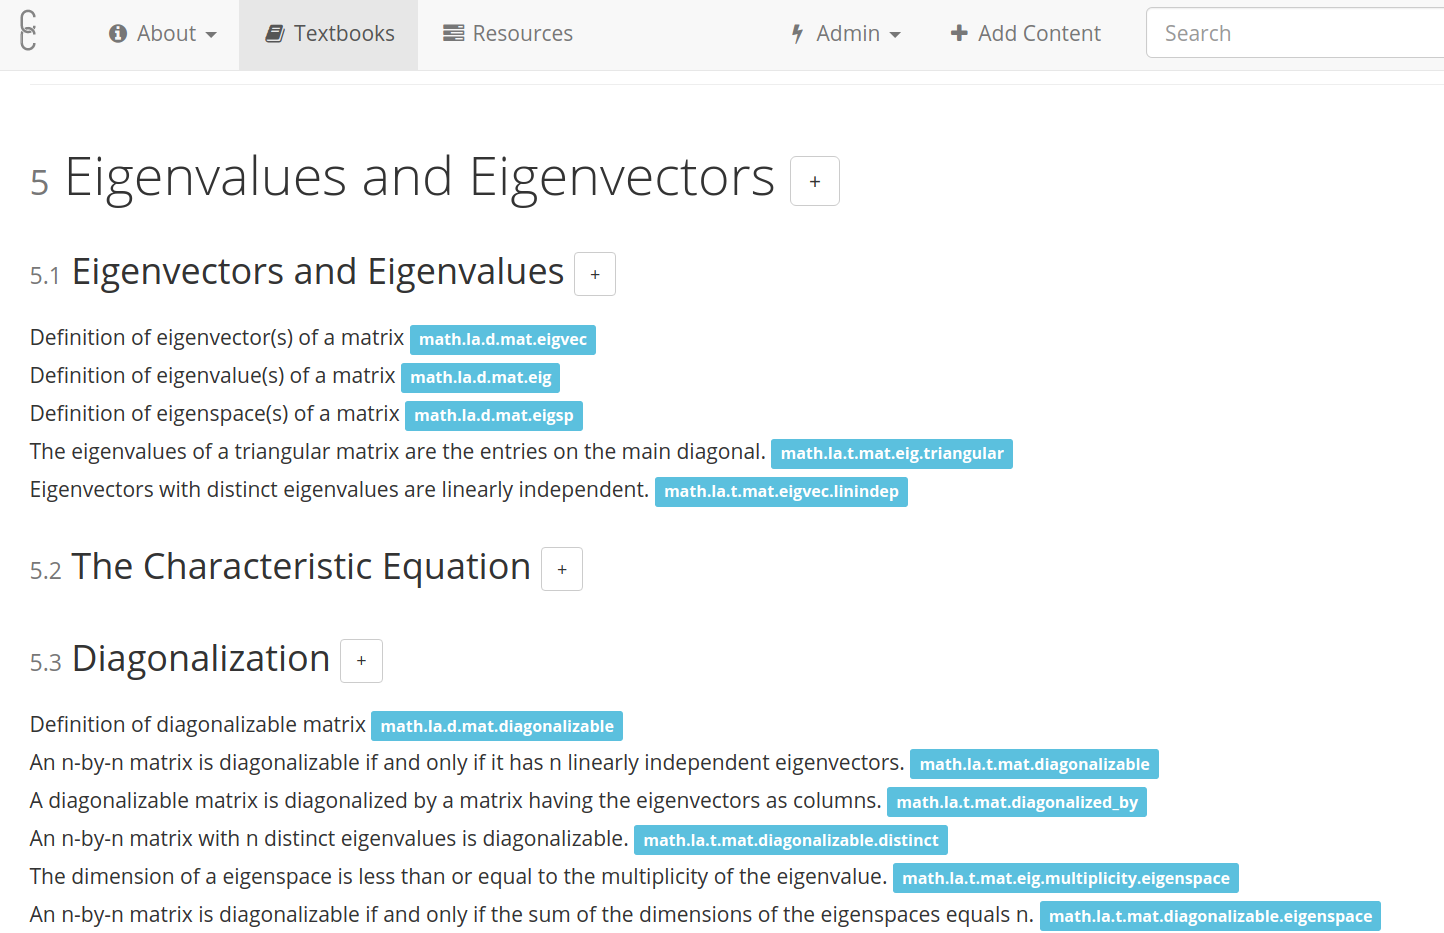 About Textbooks Resources Admin + Add Content Search
5 Eigenvalues and Eigenvectors +
5.1 Eigenvectors and Eigenvalues +
Definition of eigenvector(s) of a matrix math.la.d.mat.eigvec
Definition of eigenvalue(s) of a matrix math.la.d.mat.eig
Definition of eigenspace(s) of a matrix math.la.d.mat.eigsp
The eigenvalues of a triangular matrix are the entries on the main diagonal. math.la.t.mat.eig.triangular
Eigenvectors with distinct eigenvalues are linearly independent. math.la.t.mat.eigvec.linindep
5.2 The Characteristic Equation +
5.3 Diagonalization +
Definition of diagonalizable matrix math.la.d.mat.diagonalizable
An n-by-n matrix is diagonalizable if and only if it has n linearly independent eigenvectors. math.la.t.mat.diagonalizable
A diagonalizable matrix is diagonalized by a matrix having the eigenvectors as columns. math.la.t.mat.diagonalized_by
An n-by-n matrix with n distinct eigenvalues is diagonalizable. math.la.t.mat.diagonalizable.distinct
The dimension of a eigenspace is less than or equal to the multiplicity of the eigenvalue. math.la.t.mat.eig.multiplicity.eigenspace
An n-by-n matrix is diagonalizable if and only if the sum of the dimensions of the eigenspaces equals n. math.la.t.mat.diagonalizable.eigenspace